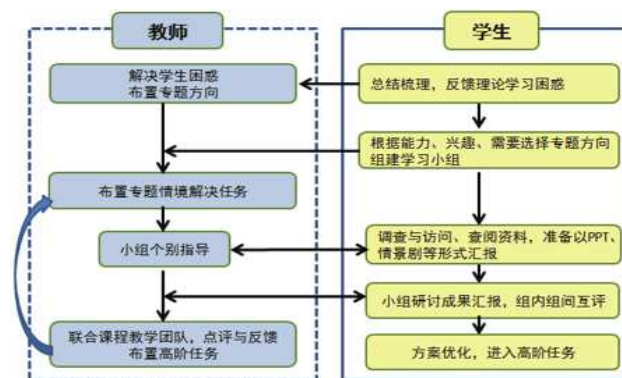 教师
学生
解决学生困惑
布置专题方向
总结梳理，反馈理论学习困惑
根据能力、兴趣、需要选择专题方向
组建学习小组
布置专题情境解决任务
小组个别指导
调查与访问、查阅资料，准备以PPT、
情景剧等形式汇报
小组研讨成果汇报，组内组间互评
联合课程教学团队，点评与反馈
布置高阶任务
方案优化，进入高阶任务